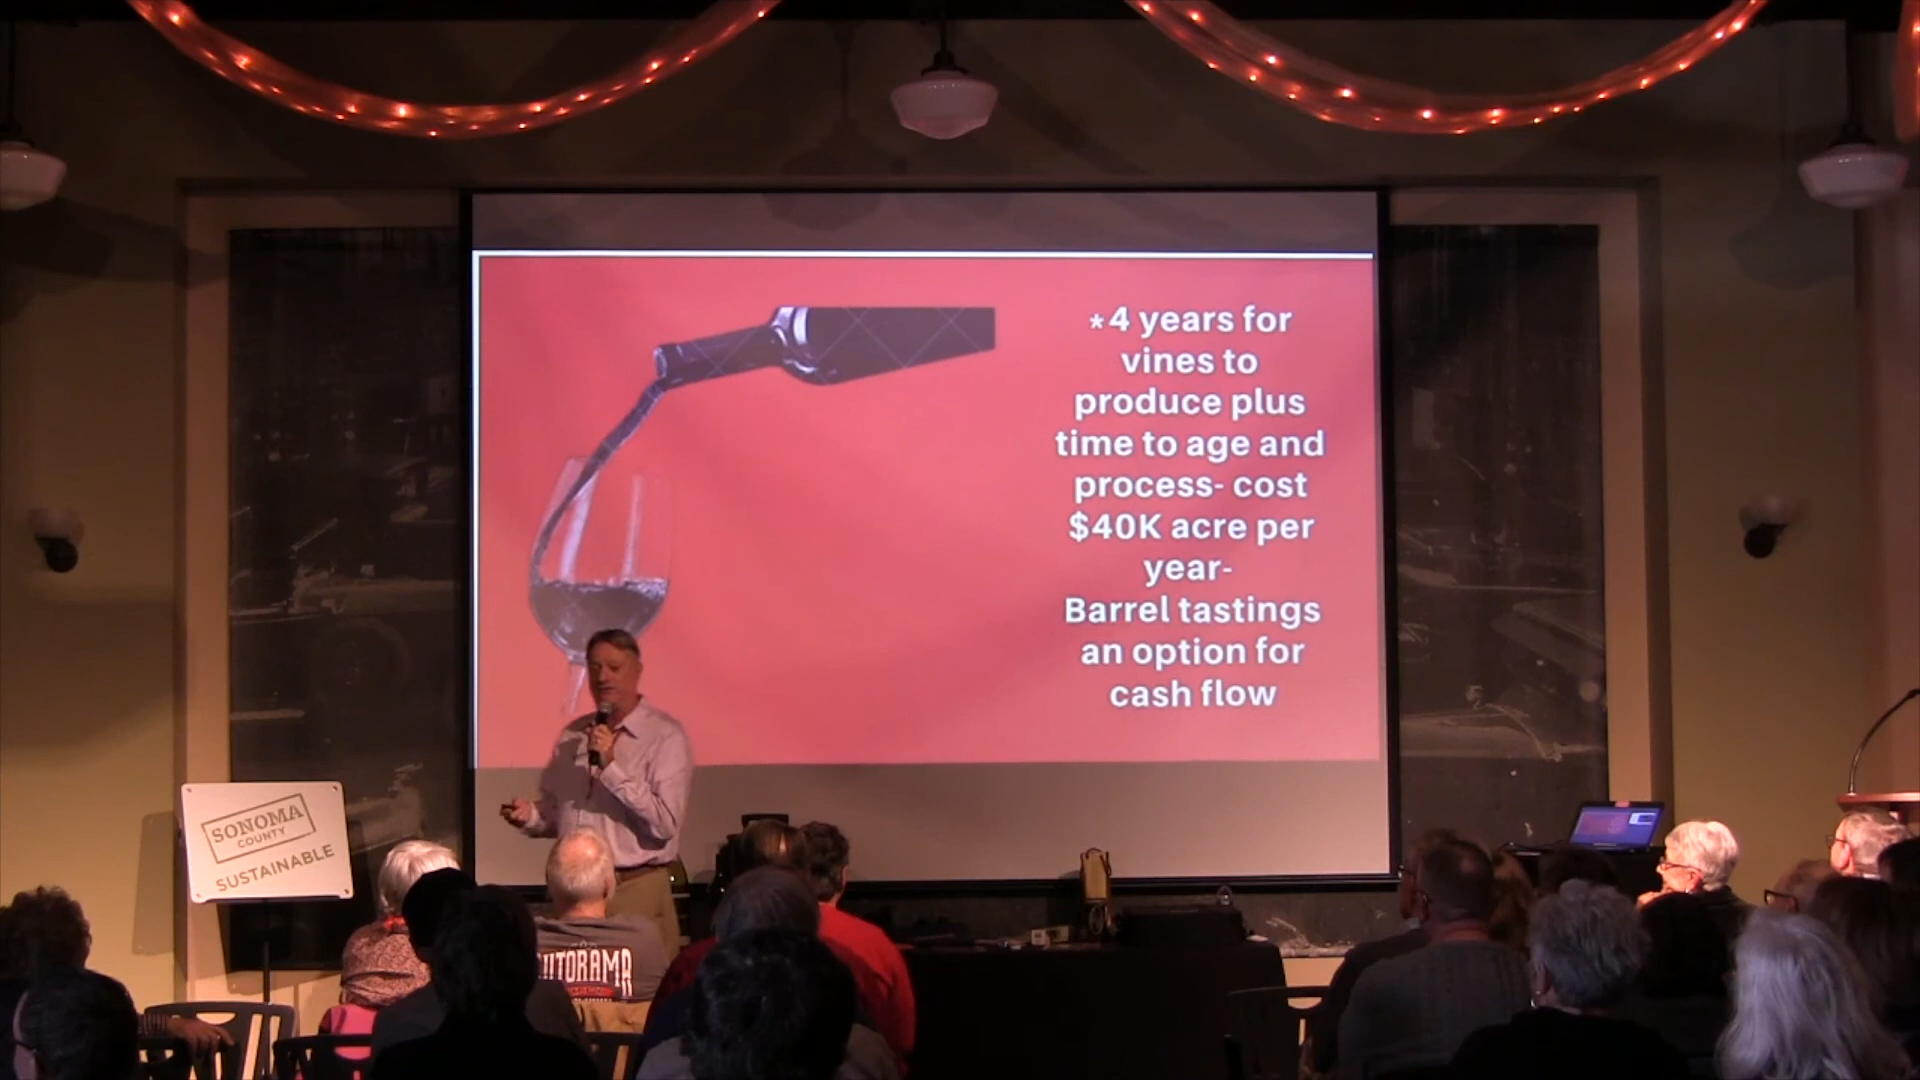 *4 years for
vines to
produce plus
time to age and
process- cost
$40K acre per
year-
Barrel tastings
an option for
cash flow
SONOMA
COUNTY
SUSTAINABLE
UTORAMA